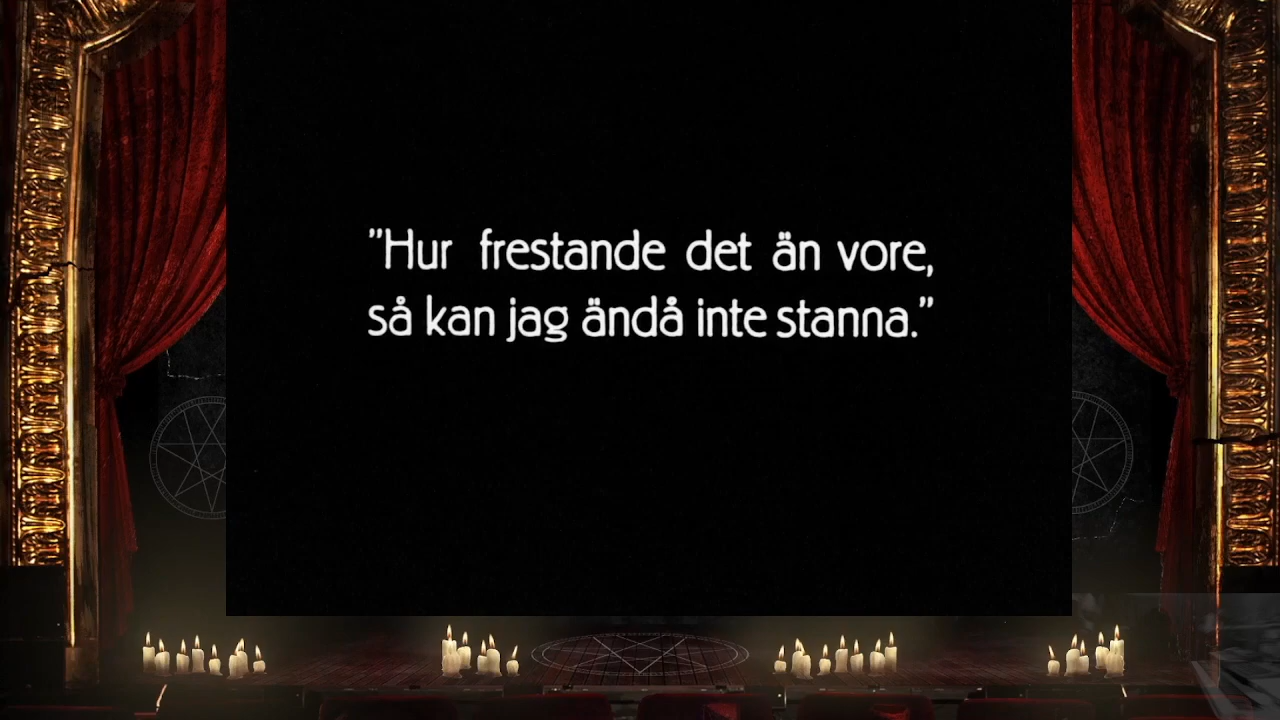 ”Hur frestande det än vore,
så kan jag ändå inte stanna.”